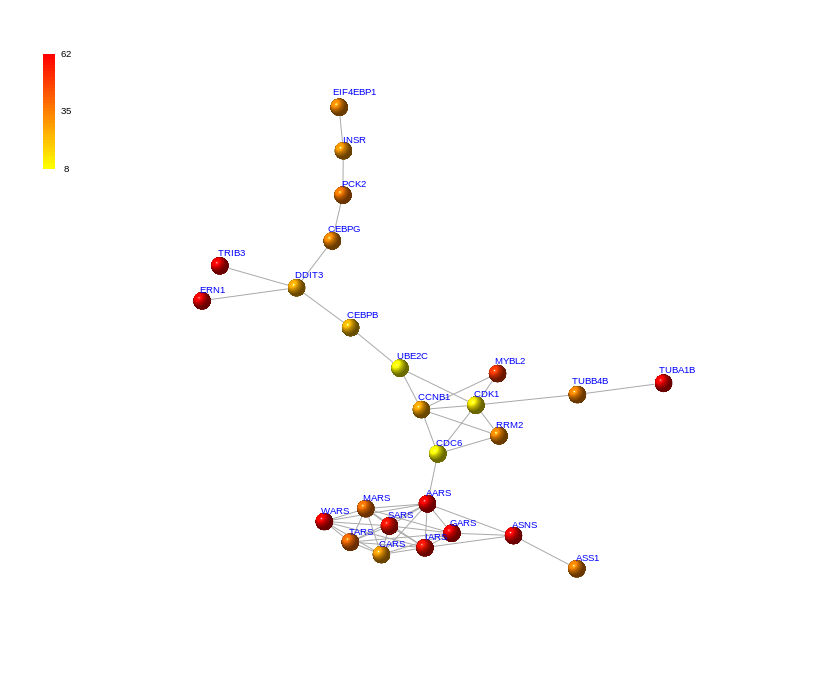 62
35
8
EIF4EBP1
INSR
PCK2
CEBPG
TRIB3
DDIT3
ERN1
CEBPB
UBE2C
MYBL2
TUBA1B
TUBB4B
CDK1
CCNB1
RRM2
CDC6
AARS
MARS
WARS
SARS
GARS
ASNS
TARS
IARS
CARS
ASS1